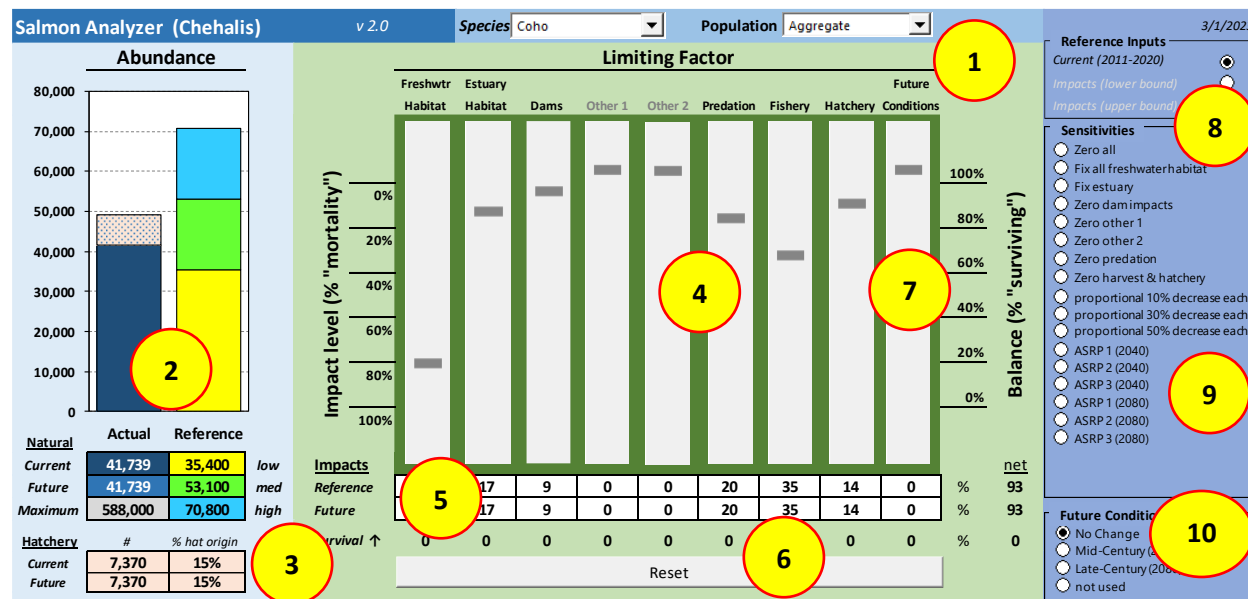 Salmon Analyzer (Chehalis) v 2.0 Species Coho Population Aggregate 3/1/202
1
Abundance
80,000
70,000
60,000
50,000
40,000
30,000
20,000
10,000
0
2
Natural Actual Reference
Current 41,739 35,400 low
Future 41,739 53,100 med
Maximum 588,000 70,800 high
Hatchery # % hat origin
Current 7,370 15%
Future 7,370 15%
3
Limiting Factor
Freshwtr Habitat
Estuary Habitat
Dams
Other 1
Other 2
Predation
Fishery
Hatchery
Future Conditions
Impact level (% "mortality")
0%
20%
40%
60%
80%
100%
4
7
100%
80%
60%
40%
20%
0%
Balance (% "surviving")
Impacts net
Reference 17 9 0 0 20 35 14 0 % 93
Future 17 9 0 0 20 35 14 0 % 93
5
urvival ↑ 0 0 0 0 0 0 0 0 0 % 0
6
Reset
Reference Inputs
Current (2011-2020)
Impacts (lower bound)
Impacts (upper bound)
8
Sensitivities
Zero all
Fix all freshwater habitat
Fix estuary
Zero dam impacts
Zero other 1
Zero other 2
Zero predation
Zero harvest & hatchery
proportional 10% decrease each
proportional 30% decrease each
proportional 50% decrease each
ASRP 1 (2040)
ASRP 2 (2040)
ASRP 3 (2040)
ASRP 1 (2080)
ASRP 2 (2080)
ASRP 3 (2080)
9
Future Conditi
No Change
Mid-Century (2
Late-Century (208
not used
10